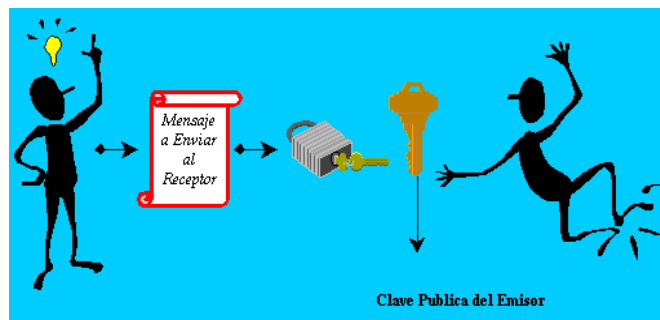 Mensaje
a Enviar
al
Receptor
Clave Publica del Emisor